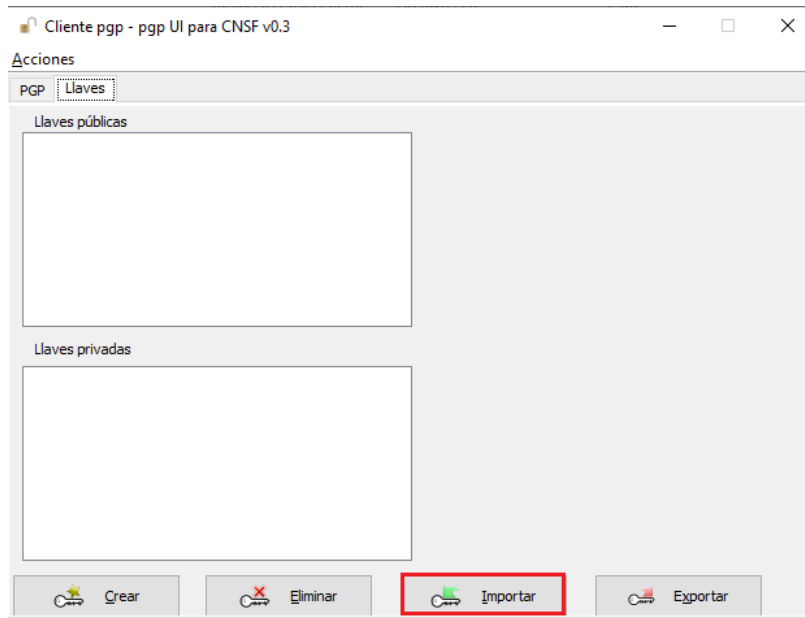 Cliente pgp - pgp UI para CNSF v0.3
Acciones
PGP Llaves
Llaves públicas
Llaves privadas
Crear Eliminar Importar Exportar